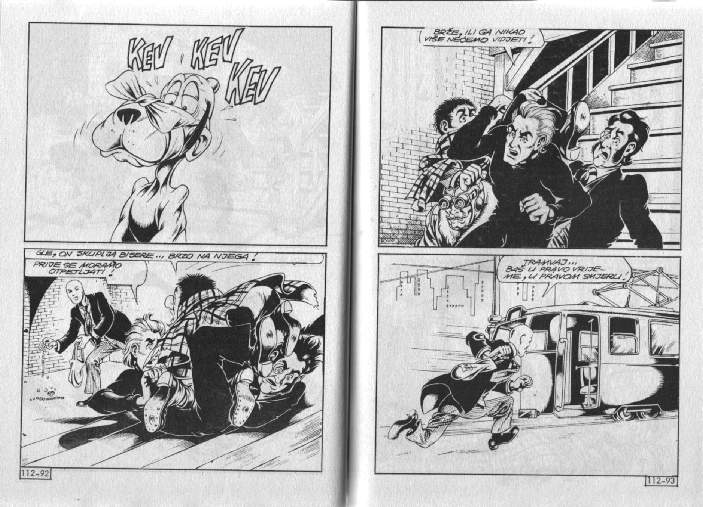 KEV KEV
KEV
GLE, ON SKUPLJA BISERE... BRZO NA NJEGA!
PRIJE SE MORAMO
OTPETLJATI!
112-92
BRŽE, ILI GA NIKAD
VIŠE NEĆEMO VIDJETI!
TRAMVAJ...
BAŠ U PRAVO VRIJE-
ME, U PRAVOM SMJERU!
112-93